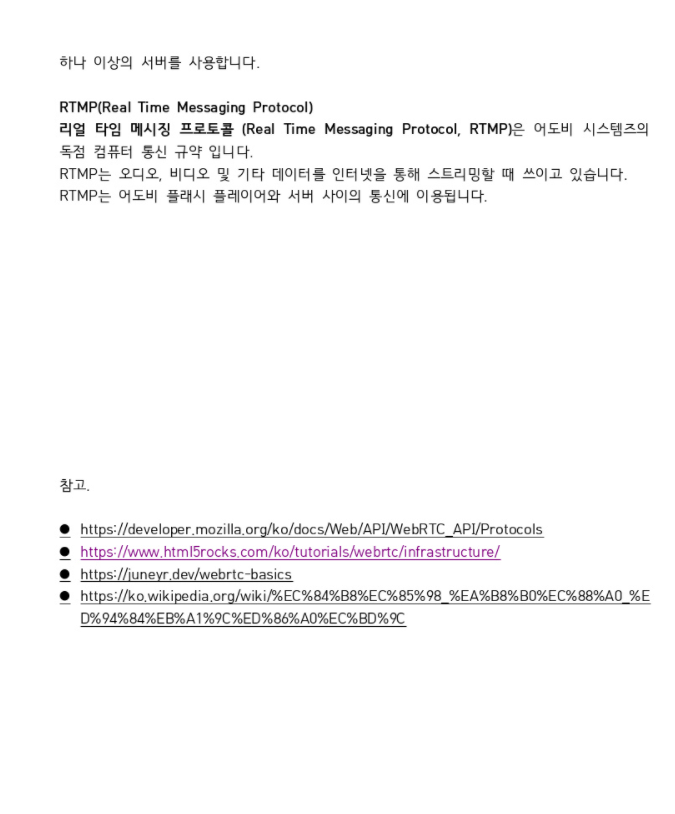 하나 이상의 서버를 사용합니다.
RTMP(Real Time Messaging Protocol)
리얼 타임 메시징 프로토콜 (Real Time Messaging Protocol, RTMP)은 어도비 시스템즈의
독점 컴퓨터 통신 규약 입니다.
RTMP는 오디오, 비디오 및 기타 데이터를 인터넷을 통해 스트리밍할 때 쓰이고 있습니다.
RTMP는 어도비 플래시 플레이어와 서버 사이의 통신에 이용됩니다.
참고.
● https://developer.mozilla.org/ko/docs/Web/API/WebRTC_API/Protocols
● https://www.html5rocks.com/ko/tutorials/webrtc/infrastructure/
● https://juneyr.dev/webrtc-basics
● https://ko.wikipedia.org/wiki/%EC%84%B8%EC%85%98_%EA%B8%B0%EC%88%A0_%E
D%94%84%EB%A1%9C%ED%86%A0%EC%BD%9C